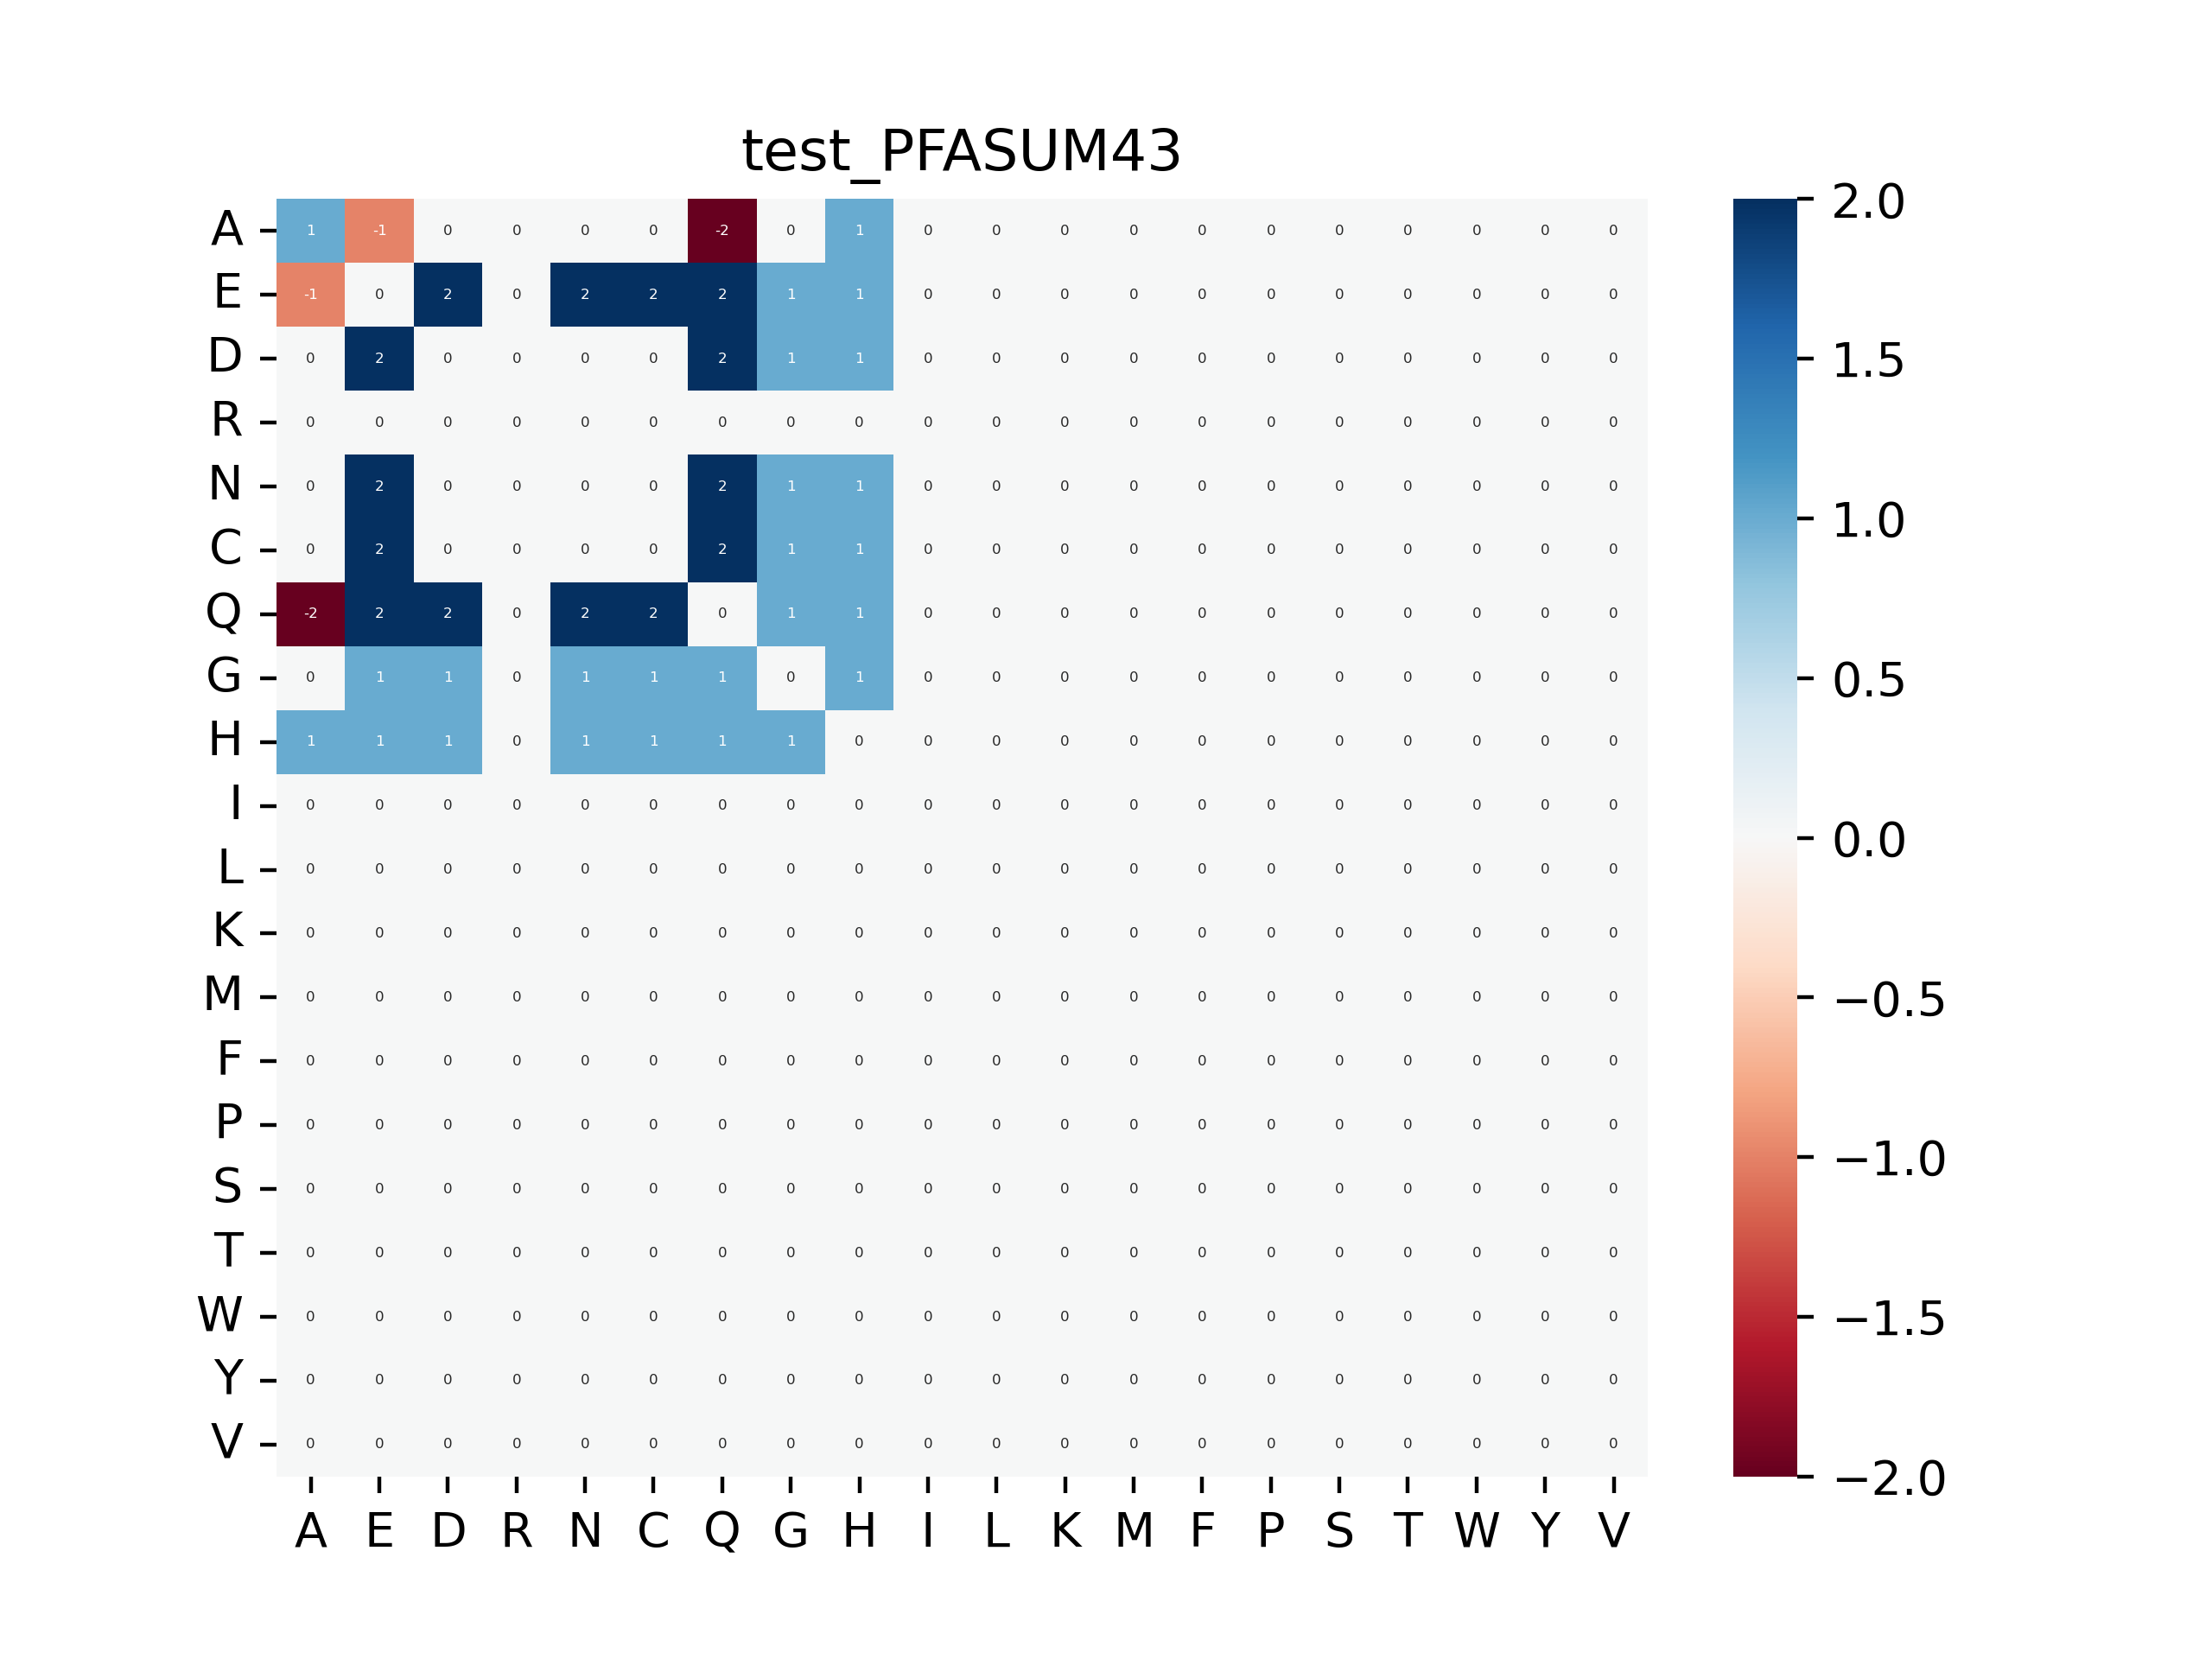 test_PFASUM43
A 1 -1 0 0 0 0 -2 0 1 0 0 0 0 0 0 0 0 0 0 0 2.0
E -1 0 2 0 2 2 2 1 1 0 0 0 0 0 0 0 0 0 0 0
D 0 2 0 0 0 0 2 1 1 0 0 0 0 0 0 0 0 0 0 0 1.5
R 0 0 0 0 0 0 0 0 0 0 0 0 0 0 0 0 0 0 0 0
N 0 2 0 0 0 0 2 1 1 0 0 0 0 0 0 0 0 0 0 0
C 0 2 0 0 0 0 2 1 1 0 0 0 0 0 0 0 0 0 0 0 1.0
Q -2 2 2 0 2 2 0 1 1 0 0 0 0 0 0 0 0 0 0 0
G 0 1 1 0 1 1 1 0 1 0 0 0 0 0 0 0 0 0 0 0 0.5
H 1 1 1 0 1 1 1 1 0 0 0 0 0 0 0 0 0 0 0 0
I 0 0 0 0 0 0 0 0 0 0 0 0 0 0 0 0 0 0 0 0
L 0 0 0 0 0 0 0 0 0 0 0 0 0 0 0 0 0 0 0 0 0.0
K 0 0 0 0 0 0 0 0 0 0 0 0 0 0 0 0 0 0 0 0
M 0 0 0 0 0 0 0 0 0 0 0 0 0 0 0 0 0 0 0 0 −0.5
F 0 0 0 0 0 0 0 0 0 0 0 0 0 0 0 0 0 0 0 0
P 0 0 0 0 0 0 0 0 0 0 0 0 0 0 0 0 0 0 0 0
S 0 0 0 0 0 0 0 0 0 0 0 0 0 0 0 0 0 0 0 0 −1.0
T 0 0 0 0 0 0 0 0 0 0 0 0 0 0 0 0 0 0 0 0
W 0 0 0 0 0 0 0 0 0 0 0 0 0 0 0 0 0 0 0 0 −1.5
Y 0 0 0 0 0 0 0 0 0 0 0 0 0 0 0 0 0 0 0 0
V 0 0 0 0 0 0 0 0 0 0 0 0 0 0 0 0 0 0 0 0 −2.0
A E D R N C Q G H I L K M F P S T W Y V